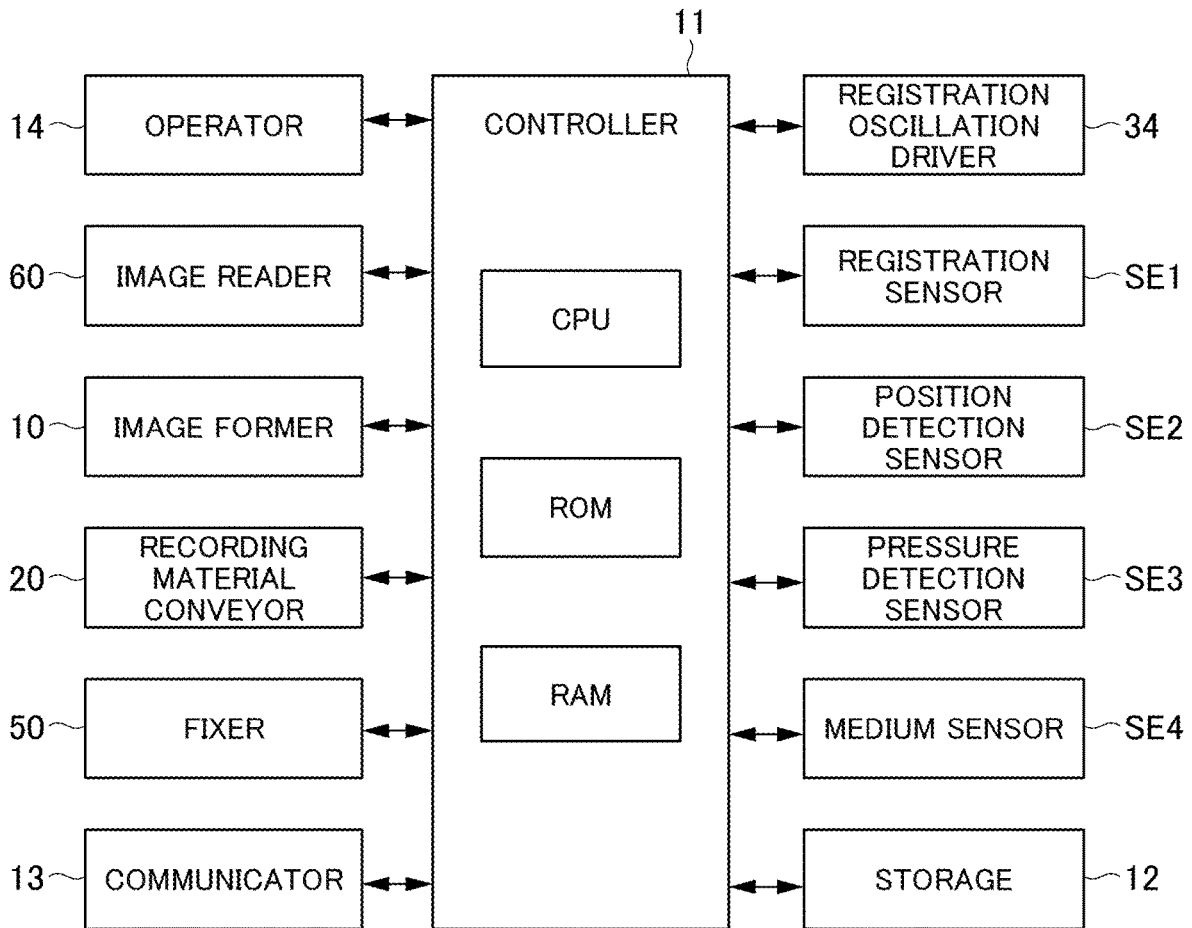 11
14
OPERATOR
CONTROLLER
REGISTRATION
OSCILLATION
DRIVER
34
60
IMAGE READER
CPU
REGISTRATION
SENSOR
SE1
10
IMAGE FORMER
POSITION
DETECTION
SENSOR
SE2
20
RECORDING
MATERIAL
CONVEYOR
ROM
PRESSURE
DETECTION
SENSOR
SE3
50
FIXER
RAM
MEDIUM SENSOR
SE4
13
COMMUNICATOR
STORAGE
12